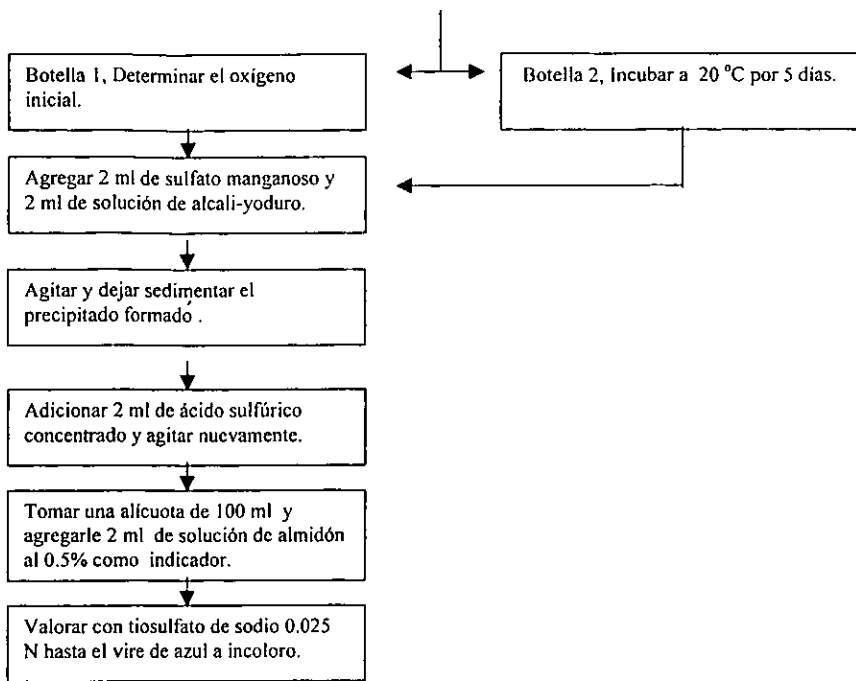 Botella 1, Determinar el oxígeno
inicial.
Botella 2, Incubar a 20 °C por 5 días.
Agregar 2 ml de sulfato manganoso y
2 ml de solución de alcali-yoduro.
Agitar y dejar sedimentar el
precipitado formado .
Adicionar 2 ml de ácido sulfúrico
concentrado y agitar nuevamente.
Tomar una alícuota de 100 ml y
agregarle 2 ml de solución de almidón
al 0.5% como indicador.
Valorar con tiosulfato de sodio 0.025
N hasta el vire de azul a incoloro.